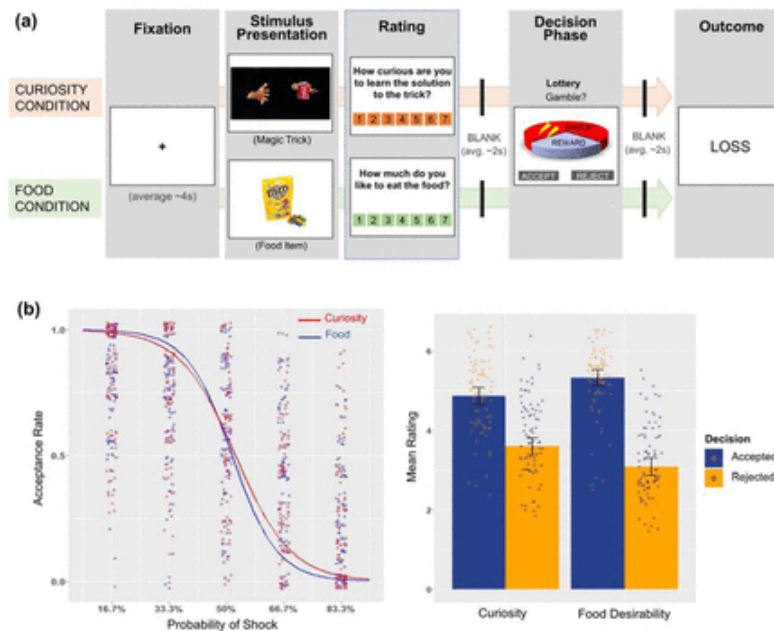 (a)
Fixation
Stimulus
Presentation
Rating
Decision
Phase
Outcome
CURIOSITY
CONDITION
FOOD
CONDITION
+
(average ~4s)
(Magic Trick)
(Food Item)
How curious are you
to learn the solution
to the trick?
1 2 3 4 5 6 7
How much do you
like to eat the food?
1 2 3 4 5 6 7
BLANK
(avg. ~2s)
Lottery
Gamble?
SHOCK
REWARD
ACCEPT REJECT
BLANK
(avg. ~2s)
LOSS
(b)
Curiosity
Food
Acceptance Rate
1.0
0.5
0.0
16.7% 33.3% 50% 66.7% 83.3%
Probability of Shock
Mean Rating
6
4
2
0
Curiosity Food Desirability
Decision
Accepted
Rejected